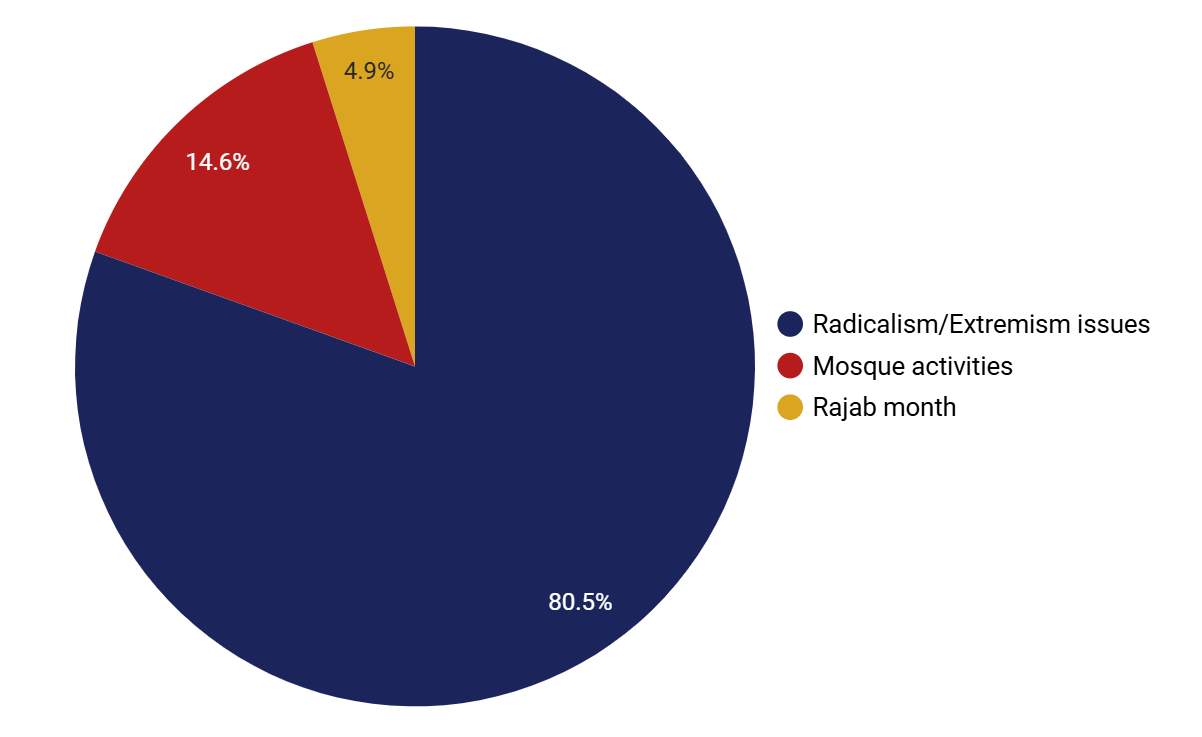 4.9%
14.6%
80.5%
Radicalism/Extremism issues
Mosque activities
Rajab month